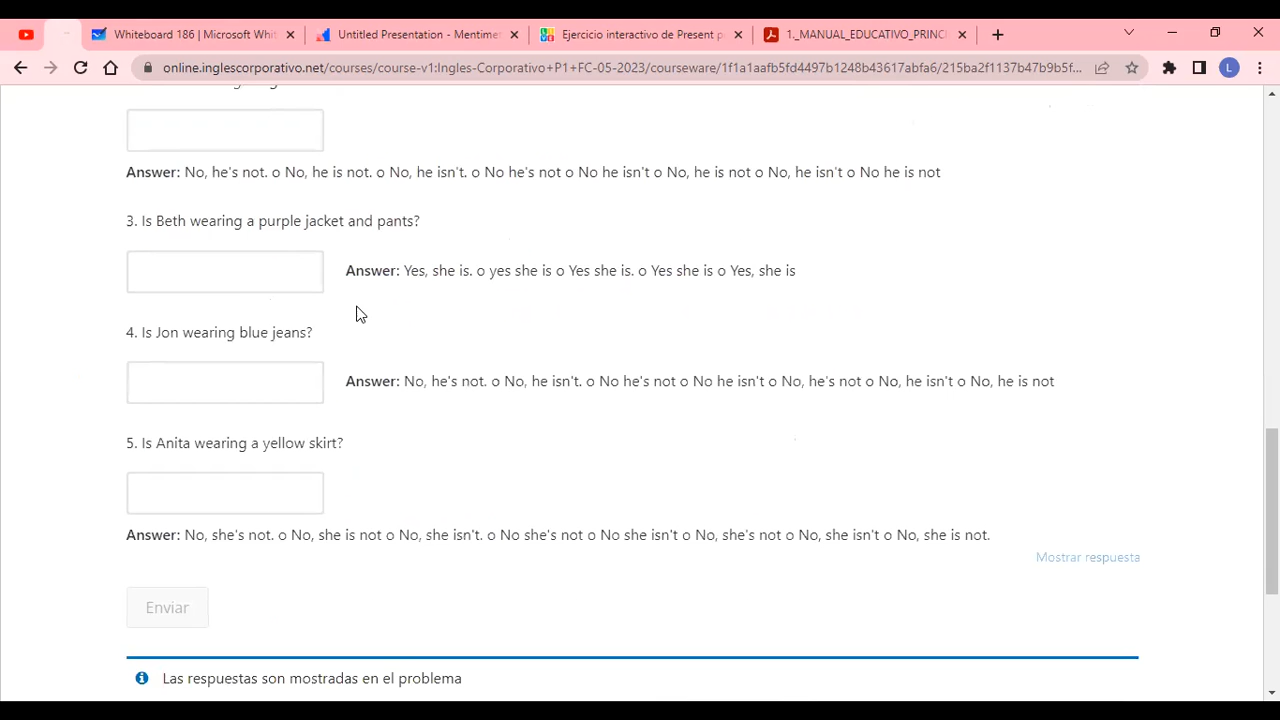 Whiteboard 186 | Microsoft Whit
Untitled Presentation - Mentimet
Ejercicio interactivo de Present p
1._MANUAL_EDUCATIVO_PRINCI
online.inglescorporativo.net/courses/course-v1:Ingles-Corporativo+P1+FC-05-2023/courseware/1f1a1aafb5fd4497b1248b43617abfa6/215ba2f1137b47b9b5f...
L
Answer: No, he's not. o No, he is not. o No, he isn't. o No he's not o No he isn't o No, he is not o No, he isn't o No he is not
3. Is Beth wearing a purple jacket and pants?
Answer: Yes, she is. o yes she is o Yes she is. o Yes she is o Yes, she is
4. Is Jon wearing blue jeans?
Answer: No, he's not. o No, he isn't. o No he's not o No he isn't o No, he's not o No, he isn't o No, he is not
5. Is Anita wearing a yellow skirt?
Answer: No, she's not. o No, she is not o No, she isn't. o No she's not o No she isn't o No, she's not o No, she isn't o No, she is not.
Mostrar respuesta
Enviar
Las respuestas son mostradas en el problema